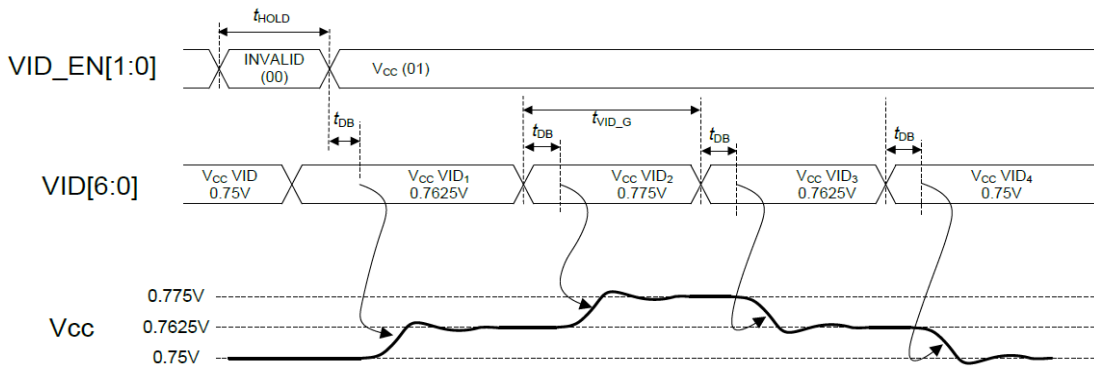 tHOLD
VID_EN[1:0]
INVALID
(00)
VCC (01)
tDB
tDB
tVID_G
tDB
tDB
VID[6:0]
VCC VID
0.75V
VCC VID1
0.7625V
VCC VID2
0.775V
VCC VID3
0.7625V
VCC VID4
0.75V
Vcc
0.775V
0.7625V
0.75V